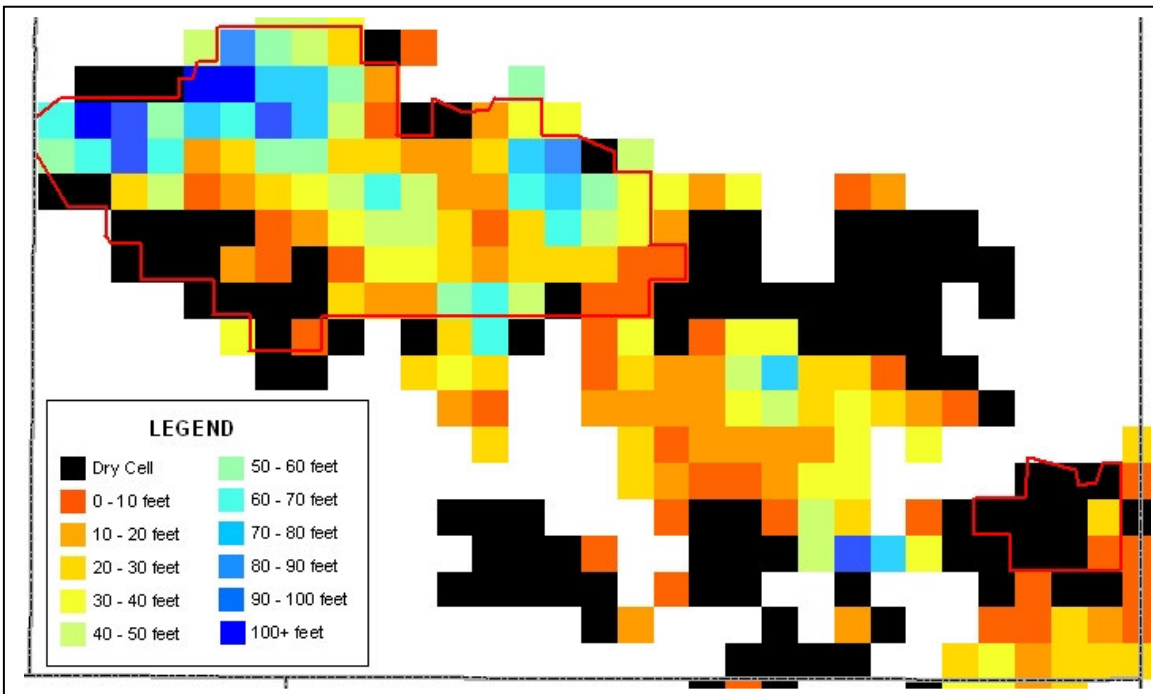 LEGEND
Dry Cell
0 - 10 feet
10 - 20 feet
20 - 30 feet
30 - 40 feet
40 - 50 feet
50 - 60 feet
60 - 70 feet
70 - 80 feet
80 - 90 feet
90 - 100 feet
100+ feet